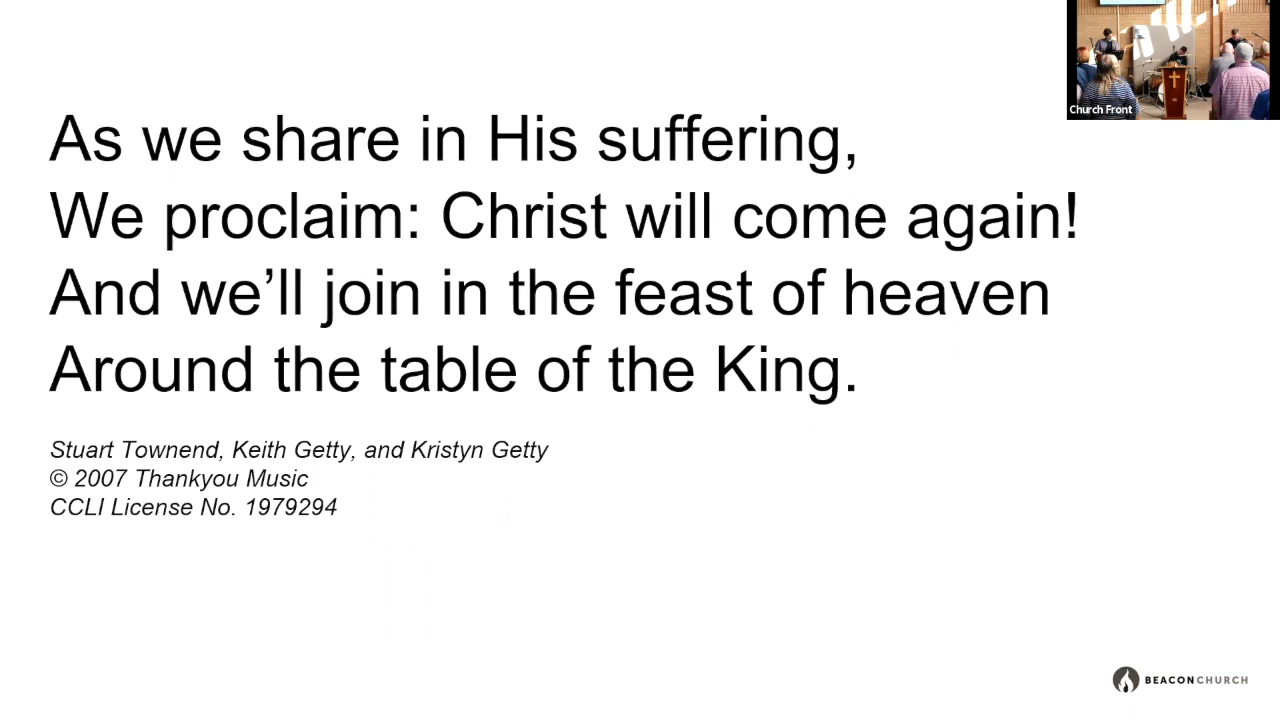 As we share in His suffering,
We proclaim: Christ will come again!
And we’ll join in the feast of heaven
Around the table of the King.
Stuart Townend, Keith Getty, and Kristyn Getty
© 2007 Thankyou Music
CCLI License No. 1979294
Church Front
BEACONCHURCH